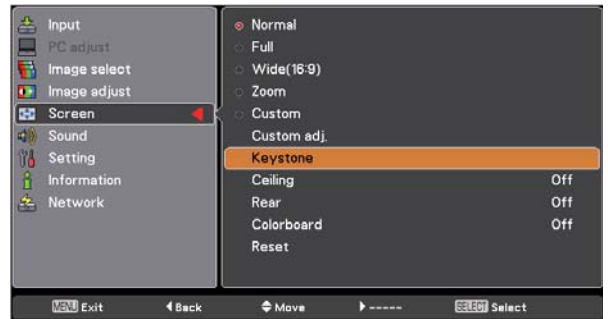 Input
PC adjust
Image select
Image adjust
Screen
Sound
Setting
Information
Network
Normal
Full
Wide(16:9)
Zoom
Custom
Custom adj.
Keystone
Ceiling Off
Rear Off
Colorboard Off
Reset
MENU Exit Back Move ----- SELECT Select